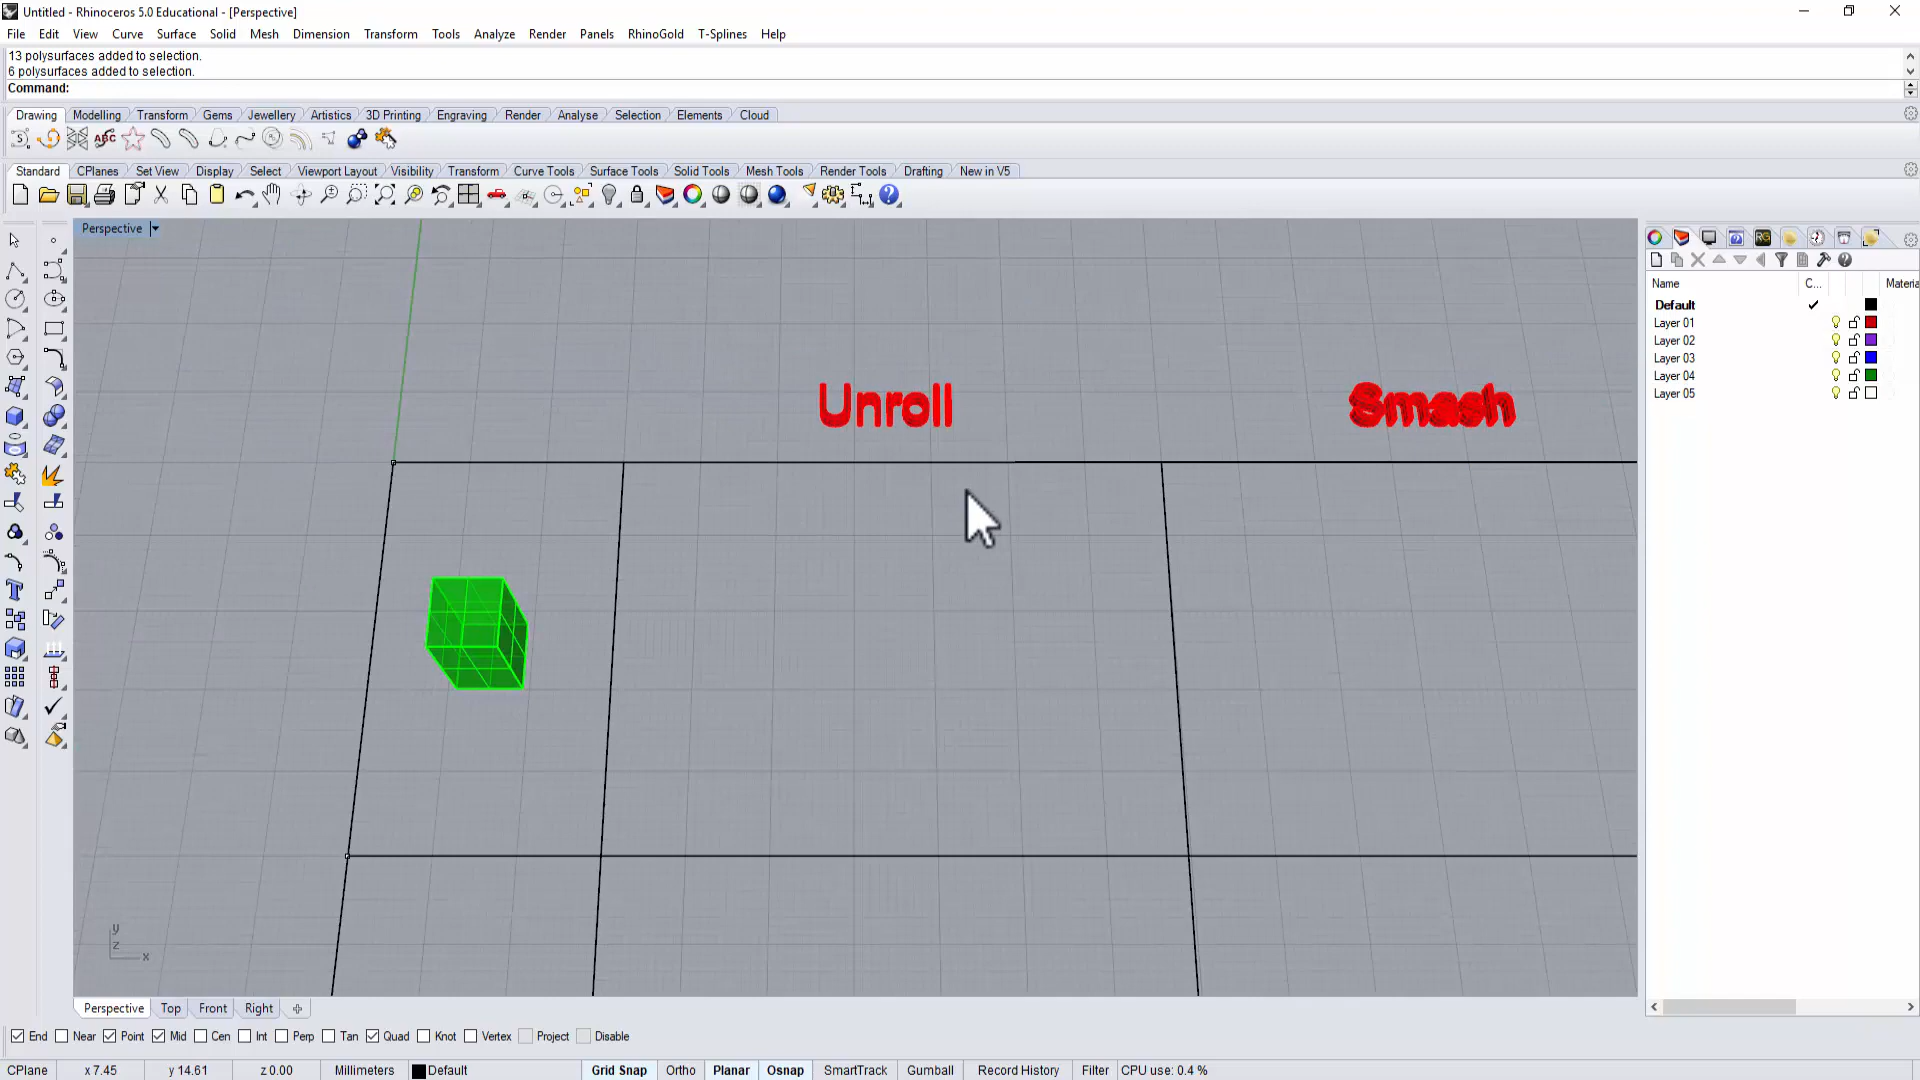 Untitled - Rhinoceros 5.0 Educational - [Perspective]
File Edit View Curve Surface Solid Mesh Dimension Transform Tools Analyze Render Panels RhinoGold T-Splines Help
13 polysurfaces added to selection.
6 polysurfaces added to selection.
Command:
Drawing Modelling Transform Gems Jewellery Artistics 3D Printing Engraving Render Analyse Selection Elements Cloud
ABC
Standard CPlanes Set View Display Select Viewport Layout Visibility Transform Curve Tools Surface Tools Solid Tools Mesh Tools Render Tools Drafting New in V5
Perspective
Name C... Materia
Default
Layer 01
Layer 02
Layer 03
Layer 04
Layer 05
Unroll Smash
y
z
x
Perspective Top Front Right
End Near Point Mid Cen Int Perp Tan Quad Knot Vertex Project Disable
CPlane x 7.45 y 14.61 z 0.00 Millimeters Default Grid Snap Ortho Planar Osnap SmartTrack Gumball Record History Filter CPU use: 0.4 %